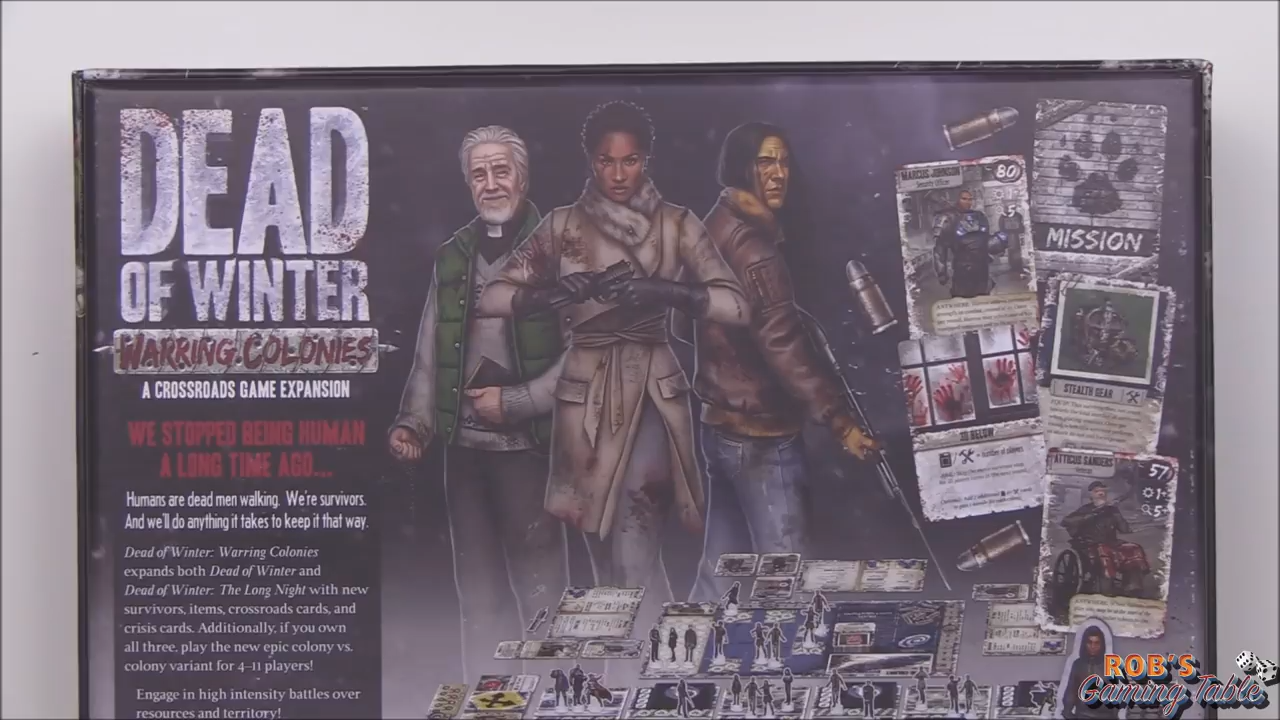 DEAD
OF WINTER
WARRING COLONIES
A CROSSROADS GAME EXPANSION
WE STOPPED BEING HUMAN
A LONG TIME AGO...
Humans are dead men walking. We're survivors.
And we'll do anything it takes to keep it that way.
Dead of Winter: Warring Colonies
expands both Dead of Winter and
Dead of Winter: The Long Night with new
survivors, items, crossroads cards, and
crisis cards. Additionally, if you own
all three, play the new epic colony vs.
colony variant for 4-11 players!
Engage in high intensity battles over
resources and territory!
MARCUS JOHNSON
80
Security Officer
MISSION
STEALTH GEAR
30 BELOW
ATTICUS SANDERS
57
ROB'S
Gaming Table